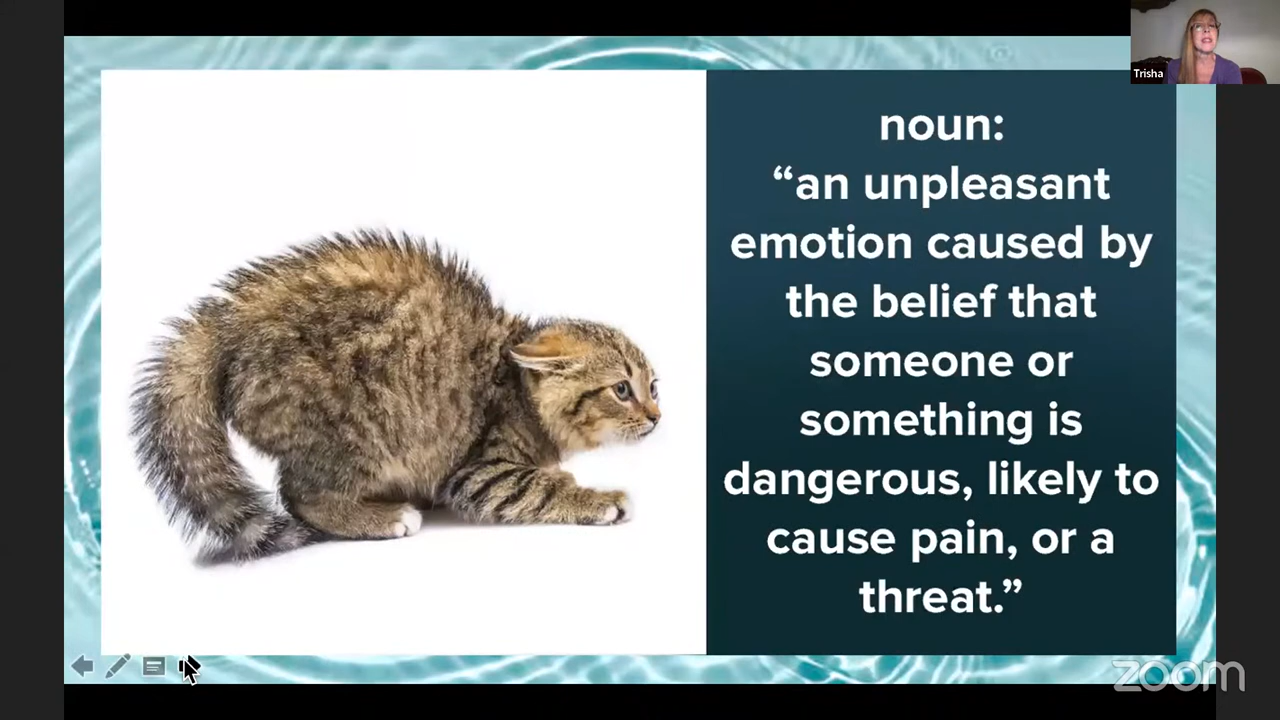 Trisha
noun:
“an unpleasant
emotion caused by
the belief that
someone or
something is
dangerous, likely to
cause pain, or a
threat.”
zoom